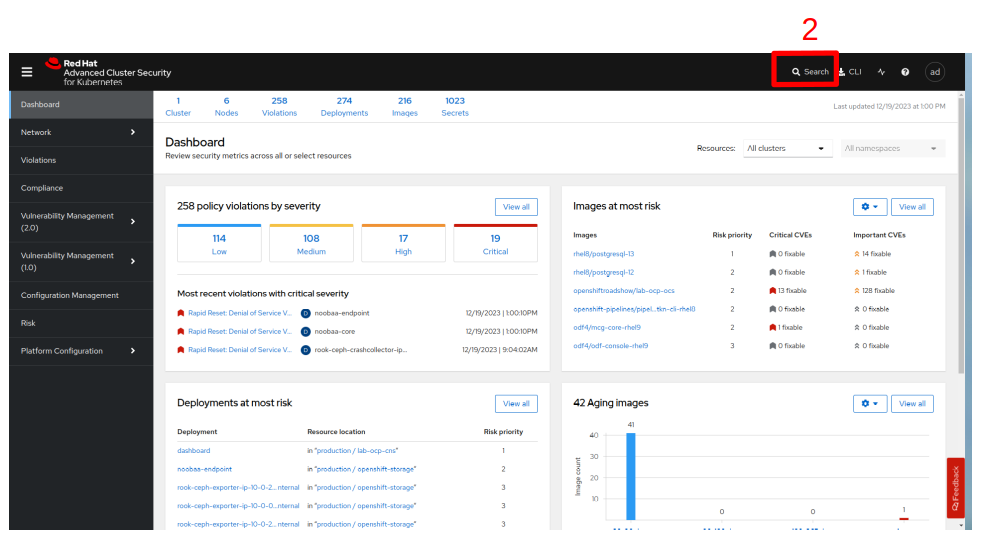 2
Red Hat
Advanced Cluster Security
for Kubernetes
Search
CLI
ad
Dashboard
Network
Violations
Compliance
Vulnerability Management
(2.0)
Vulnerability Management
(1.0)
Configuration Management
Risk
Platform Configuration
1 6 258 274 216 1023
Cluster Nodes Violations Deployments Images Secrets
Last updated 12/19/2023 at 1:00 PM
Dashboard
Review security metrics across all or select resources
Resources: All clusters All namespaces
258 policy violations by severity
View all
114 108 17 19
Low Medium High Critical
Most recent violations with critical severity
Rapid Reset: Denial of Service V... D noobaa-endpoint 12/19/2023 | 1:00:10PM
Rapid Reset: Denial of Service V... D noobaa-core 12/19/2023 | 1:00:10PM
Rapid Reset: Denial of Service V... D rook-ceph-crashcollector-ip... 12/19/2023 | 9:04:02AM
Images at most risk
View all
Images Risk priority Critical CVEs Important CVEs
rhel8/postgresql-13 1 0 fixable 14 fixable
rhel8/postgresql-12 2 0 fixable 1 fixable
openshiftroadshow/lab-ocp-ocs 2 13 fixable 128 fixable
openshift-pipelines/pipel...tkn-cli-rhel8 2 0 fixable 0 fixable
odf4/mcg-core-rhel9 2 1 fixable 0 fixable
odf4/odf-console-rhel9 3 0 fixable 0 fixable
Deployments at most risk
View all
Deployment Resource location Risk priority
dashboard in "production / lab-ocp-cns" 1
noobaa-endpoint in "production / openshift-storage" 2
rook-ceph-exporter-ip-10-0-2...nternal in "production / openshift-storage" 3
rook-ceph-exporter-ip-10-0-0...nternal in "production / openshift-storage" 3
rook-ceph-exporter-ip-10-0-2...nternal in "production / openshift-storage" 3
42 Aging images
View all
Image count
40
30
20
10
41
0
0
1
Feedback